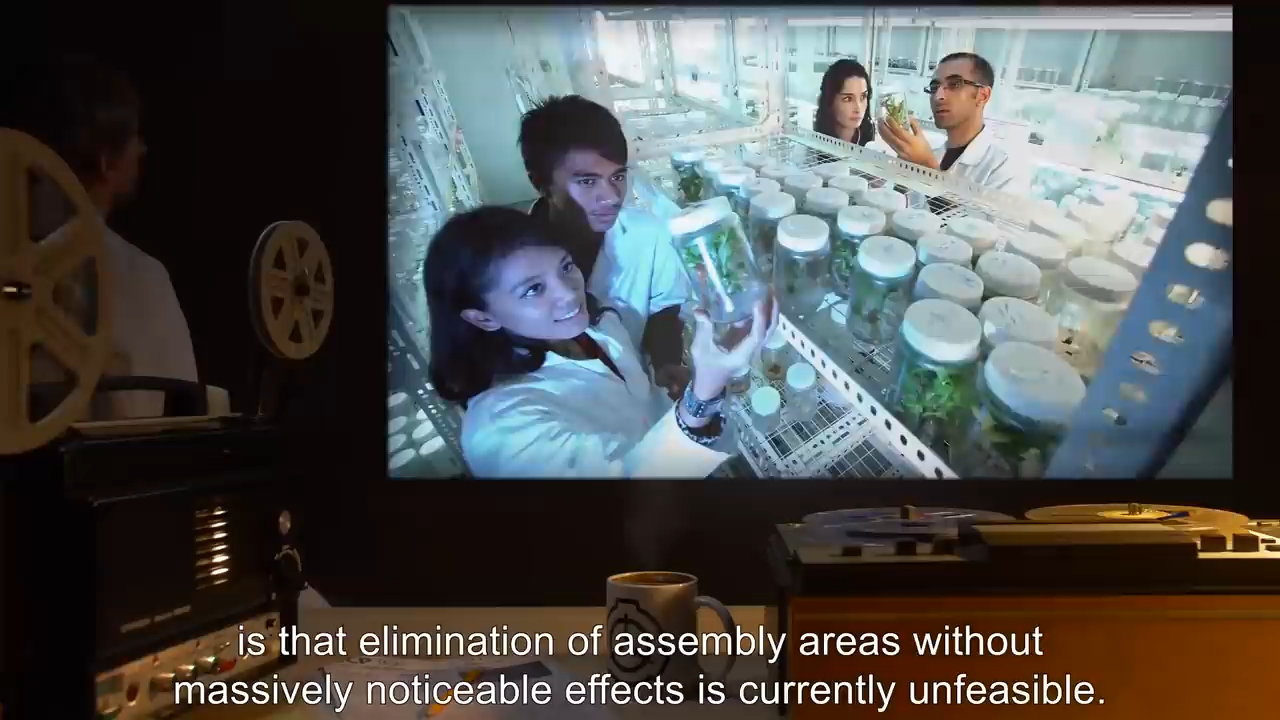 is that elimination of assembly areas without
massively noticeable effects is currently unfeasible.